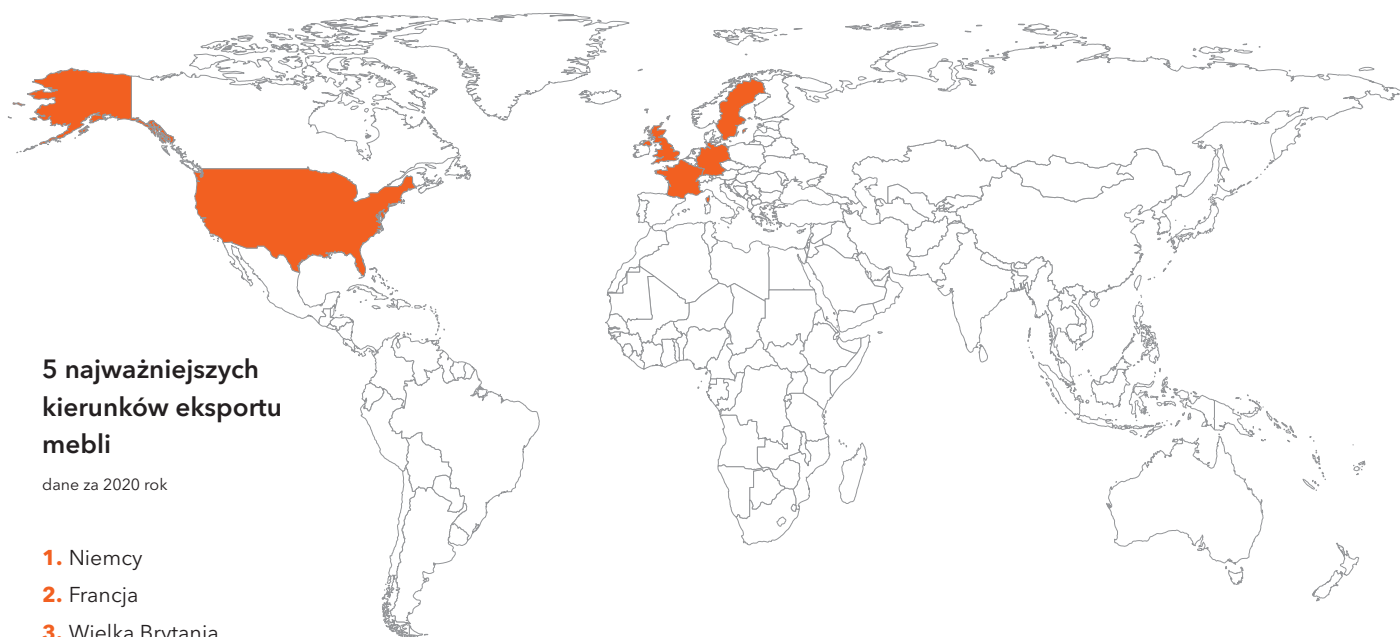 5 najważniejszych
kierunków eksportu
mebli
dane za 2020 rok
1. Niemcy
2. Francja
3. Wielka Brytania